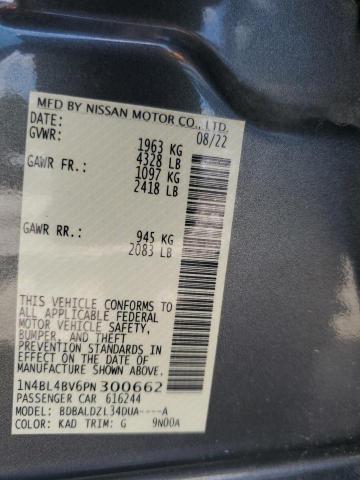 MFD BY NISSAN MOTOR CO., LTD.
DATE: 08/22
GVWR: 1963 KG
4328 LB
GAWR FR.: 1097 KG
2418 LB
GAWR RR.: 945 KG
2083 LB
THIS VEHICLE CONFORMS TO
ALL APPLICABLE FEDERAL
MOTOR VEHICLE SAFETY,
BUMPER, AND THEFT
PREVENTION STANDARDS
IN EFFECT ON THE DATE OF
MANUFACTURE SHOWN ABOVE.
1N4BL4BV6PN300662
PASSENGER CAR 616244
MODEL: BDBALDZL34DUA----A
COLOR: KAD TRIM: G 9N00A